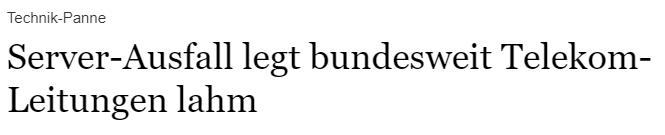 Technik-Panne
Server-Ausfall legt bundesweit Telekom-
Leitungen lahm